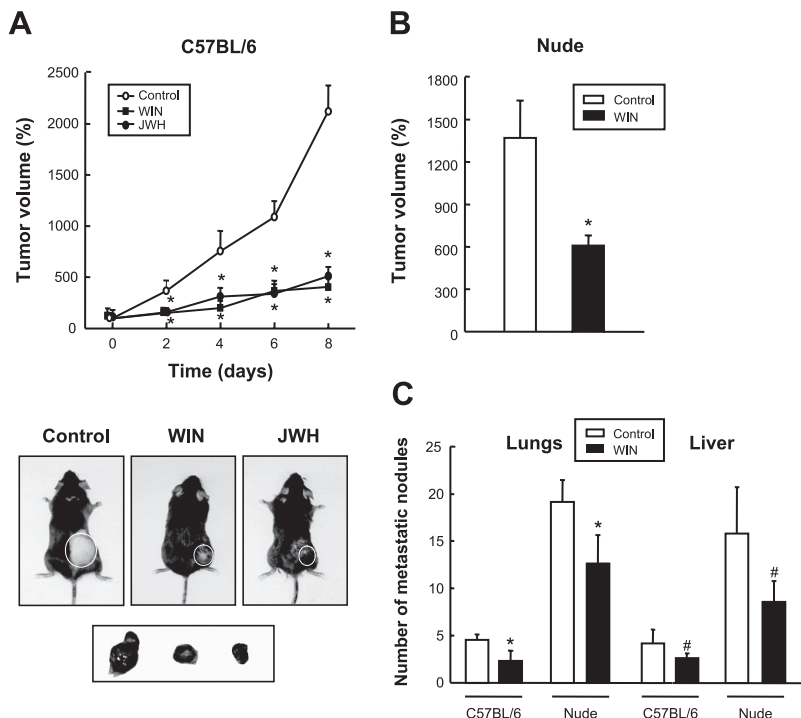 A
C57BL/6
Tumor volume (%)
2500
2000
1500
1000
500
0
Control
WIN
JWH
*
*
*
*
*
*
*
*
0 2 4 6 8
Time (days)
B
Nude
Tumor volume (%)
1800
1500
1200
900
600
300
0
Control
WIN
*
Control WIN JWH
C
Number of metastatic nodules
25
20
15
10
5
0
Lungs
Control
WIN
Liver
*
*
#
#
C57BL/6 Nude C57BL/6 Nude